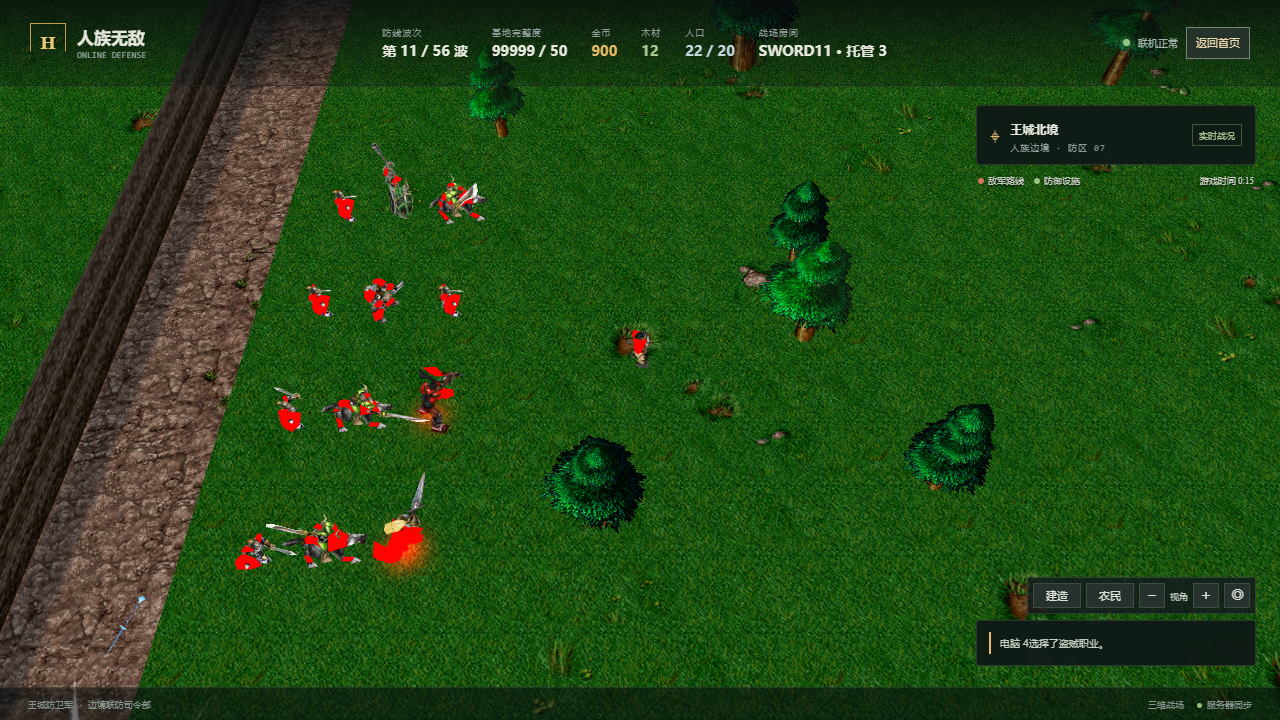 H
人族无敌
ONLINE DEFENSE
防线波次
第 11 / 56 波
基地完整度
99999 / 50
金币
900
木材
12
人口
22 / 20
战场房间
SWORD11 • 托管 3
联机正常
返回首页
王城北境
人族边境 · 防区 07
实时战况
敌军路线
防御设施
游戏时间 0:15
建造
农民
−
视角
+
电脑 4选择了盗贼职业。
王城防卫军 · 边境联防司令部
三维战场
服务器同步